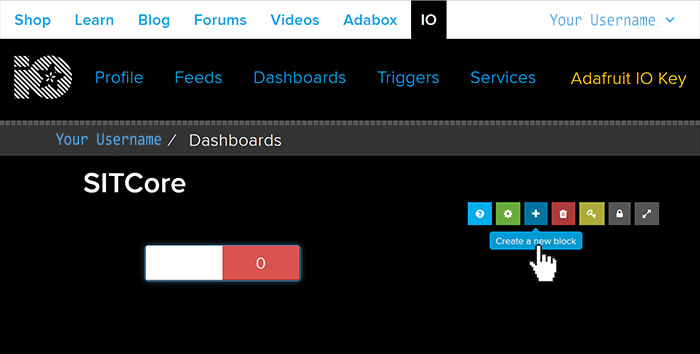 Shop Learn Blog Forums Videos Adabox IO Your Username
IO Profile Feeds Dashboards Triggers Services Adafruit IO Key
Your Username / Dashboards
SITCore
?
Create a new block
0